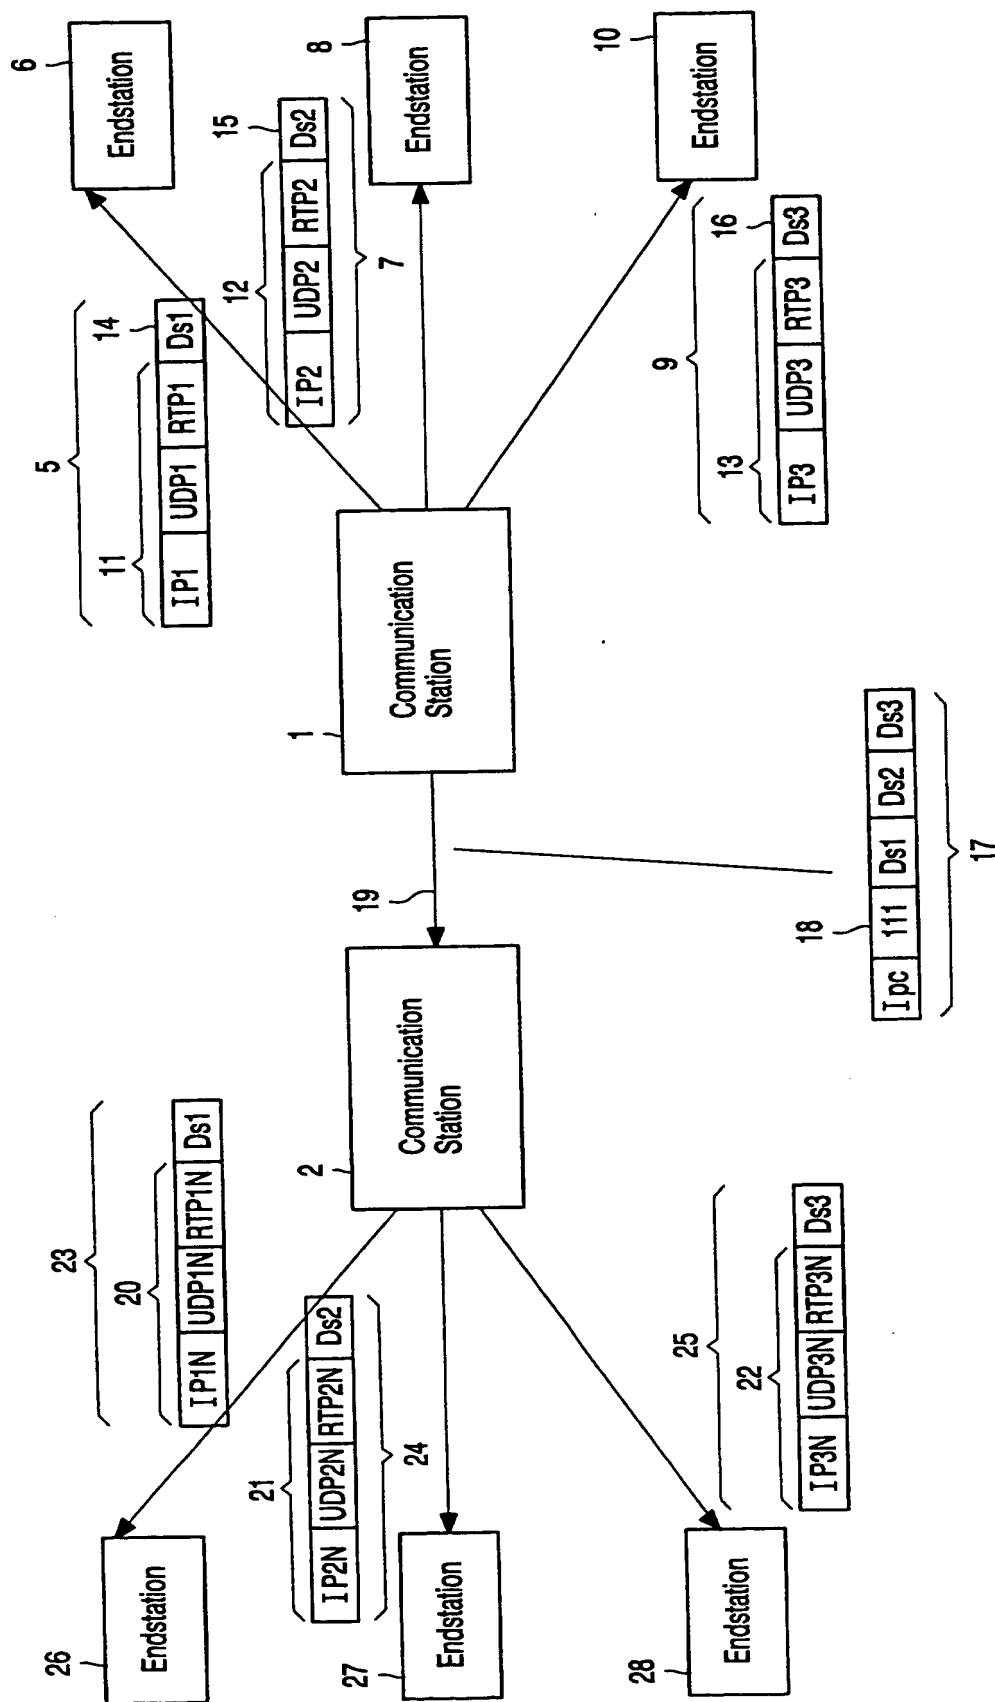 6
Endstation
5
11
14
IP1 UDP1 RTP1 Ds1
8
Endstation
12
15
IP2 UDP2 RTP2 Ds2
7
10
Endstation
9
13
16
IP3 UDP3 RTP3 Ds3
1
Communication
Station
19
18
Ipc 111 Ds1 Ds2 Ds3
17
2
Communication
Station
23
20
IP1N UDP1N RTP1N Ds1
26
Endstation
21
IP2N UDP2N RTP2N Ds2
24
27
Endstation
25
22
IP3N UDP3N RTP3N Ds3
28
Endstation